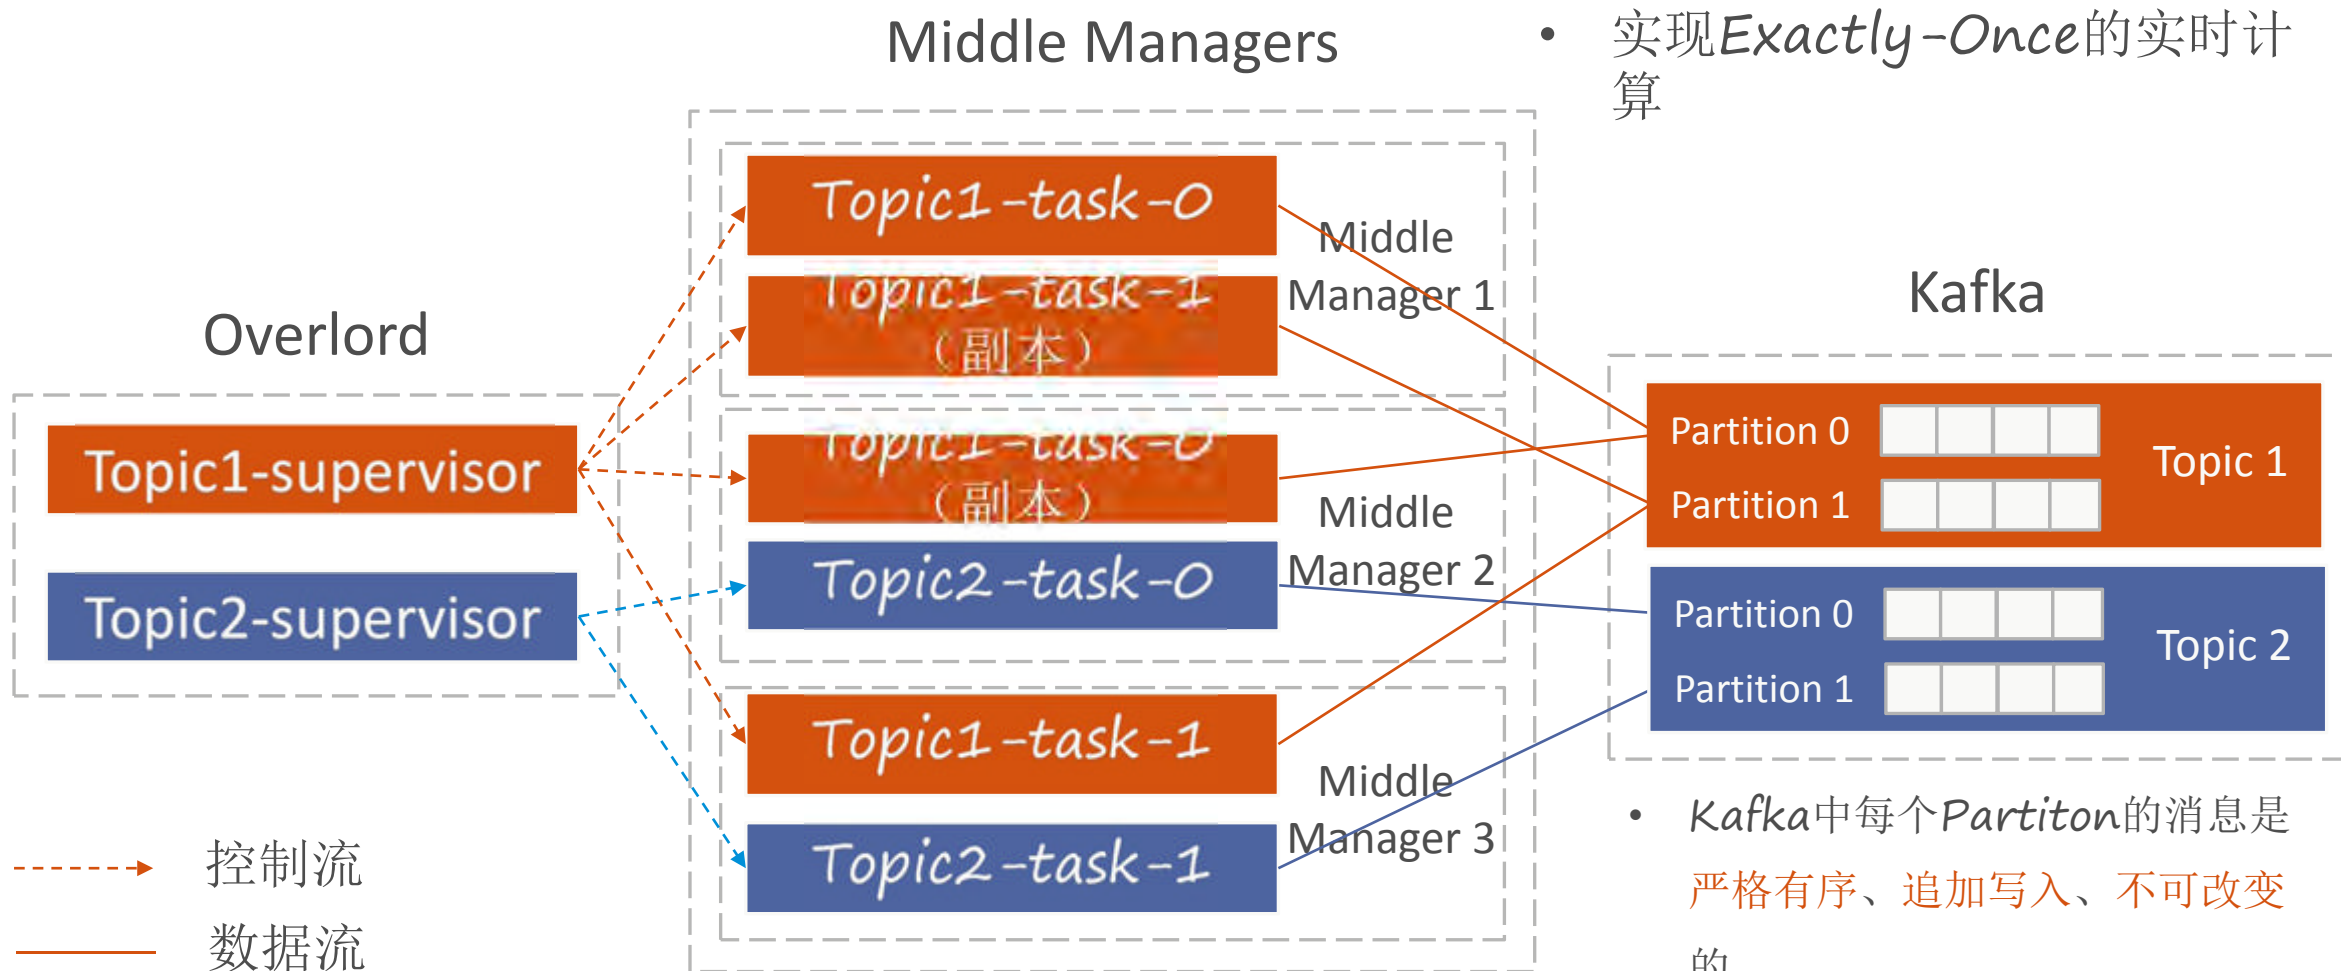 Middle Managers
• 实现Exactly-Once的实时计
算
Overlord
Topic1-supervisor
Topic2-supervisor
Topic1-task-0
Topic1-task-1
（副本）
Middle
Manager 1
Topic1-task-0
（副本）
Topic2-task-0
Middle
Manager 2
Topic1-task-1
Topic2-task-1
Middle
Manager 3
Kafka
Partition 0
Partition 1
Topic 1
Partition 0
Partition 1
Topic 2
控制流
数据流
• Kafka中每个Partiton的消息是
严格有序、追加写入、不可改变
的